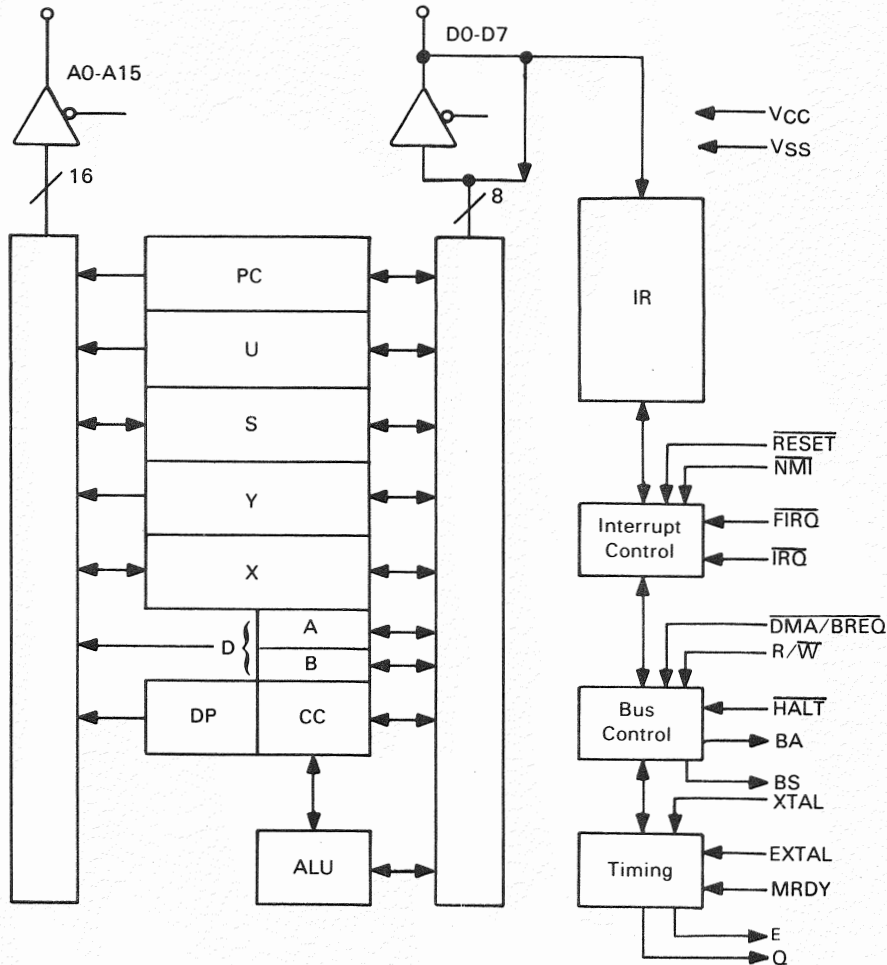 D0-D7
A0-A15
VCC
VSS
16
8
PC
IR
U
S
RESET
NMI
Y
Interrupt
Control
FIRQ
IRQ
X
A
D {
B
DMA/BREQ
R/W
DP
CC
Bus
Control
HALT
BA
BS
XTAL
ALU
Timing
EXTAL
MRDY
E
Q